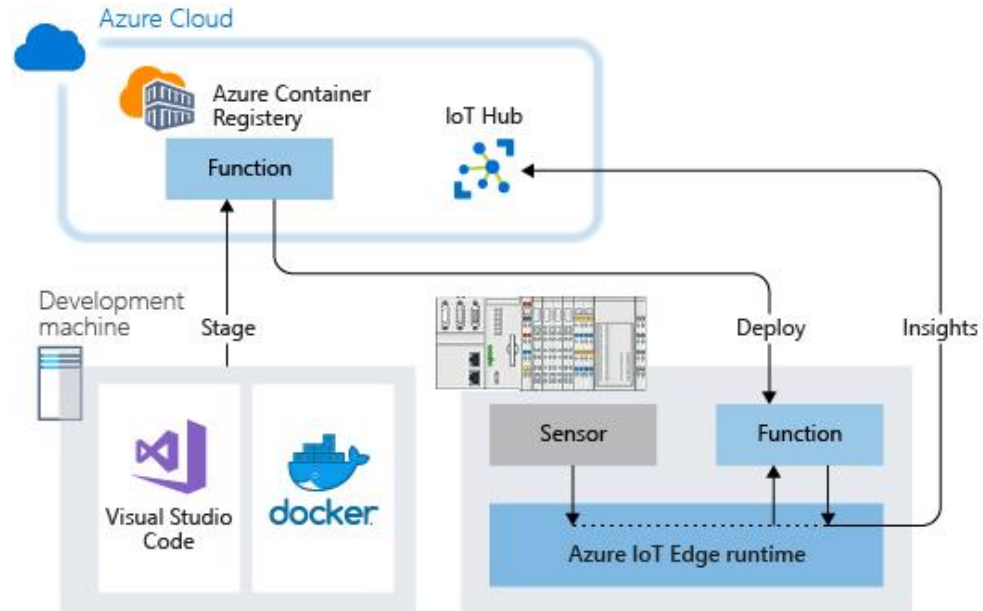 Azure Cloud
Azure Container
Registery
IoT Hub
Function
Development
machine
Stage
Deploy
Insights
Sensor
Function
Visual Studio
Code
docker
Azure IoT Edge runtime